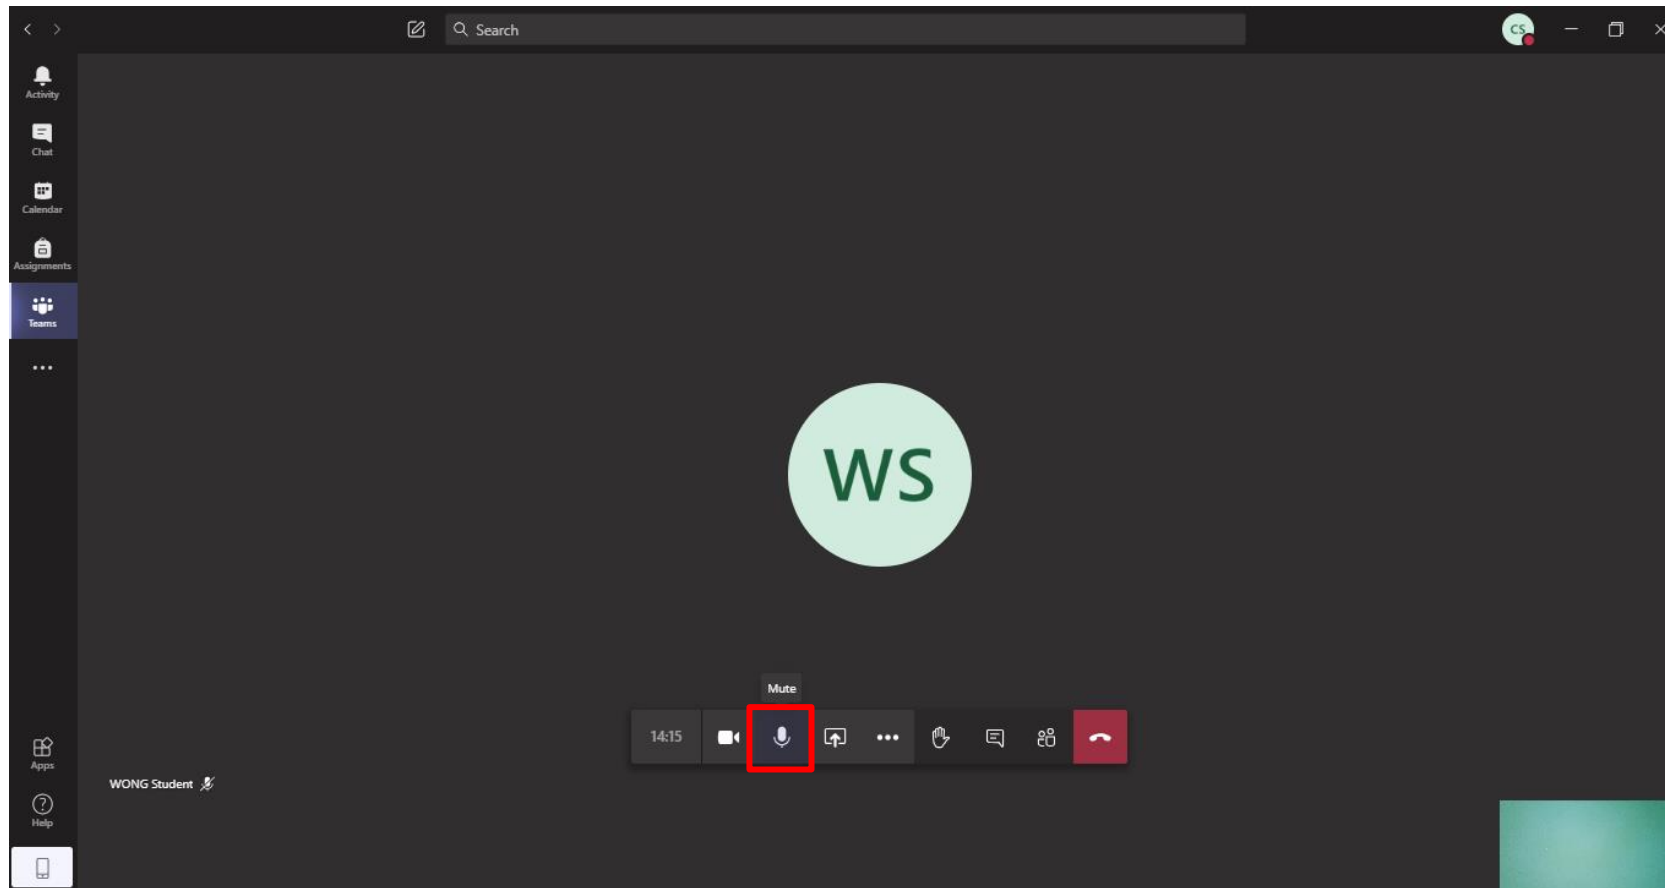 Search
CS
Activity
Chat
Calendar
Assignments
Teams
WS
Mute
14:15
Apps
WONG Student
Help